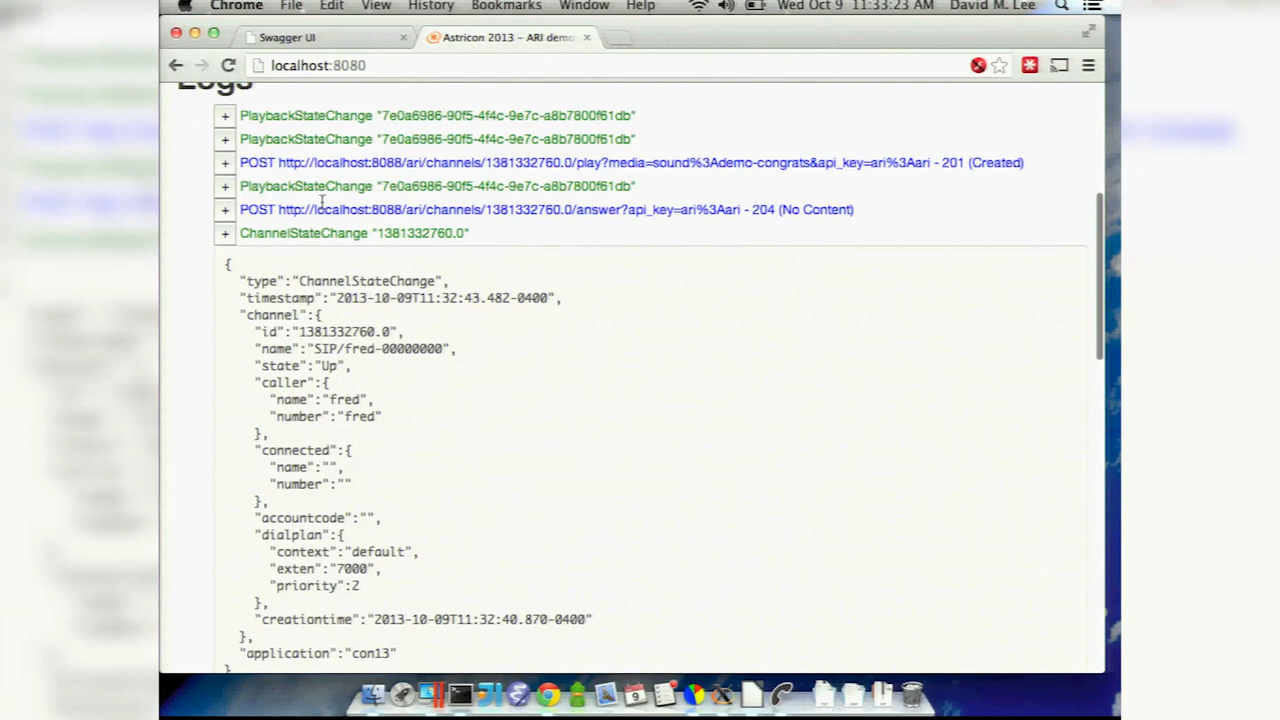 Chrome File Edit View History Bookmarks Window Help Wed Oct 9 11:33:23 AM David M. Lee
Swagger UI Astricon 2013 – ARI demo
localhost:8080
Logs
+ PlaybackStateChange "7e0a6986-90f5-4f4c-9e7c-a8b7800f61db"
+ PlaybackStateChange "7e0a6986-90f5-4f4c-9e7c-a8b7800f61db"
+ POST http://localhost:8088/ari/channels/1381332760.0/play?media=sound%3Ademo-congrats&api_key=ari%3Aari - 201 (Created)
+ PlaybackStateChange "7e0a6986-90f5-4f4c-9e7c-a8b7800f61db"
+ POST http://localhost:8088/ari/channels/1381332760.0/answer?api_key=ari%3Aari - 204 (No Content)
+ ChannelStateChange "1381332760.0"
{
"type":"ChannelStateChange",
"timestamp":"2013-10-09T11:32:43.482-0400",
"channel":{
"id":"1381332760.0",
"name":"SIP/fred-00000000",
"state":"Up",
"caller":{
"name":"fred",
"number":"fred"
},
"connected":{
"name":"",
"number":""
},
"accountcode":"",
"dialplan":{
"context":"default",
"exten":"7000",
"priority":2
},
"creationtime":"2013-10-09T11:32:40.870-0400"
},
"application":"con13"
}